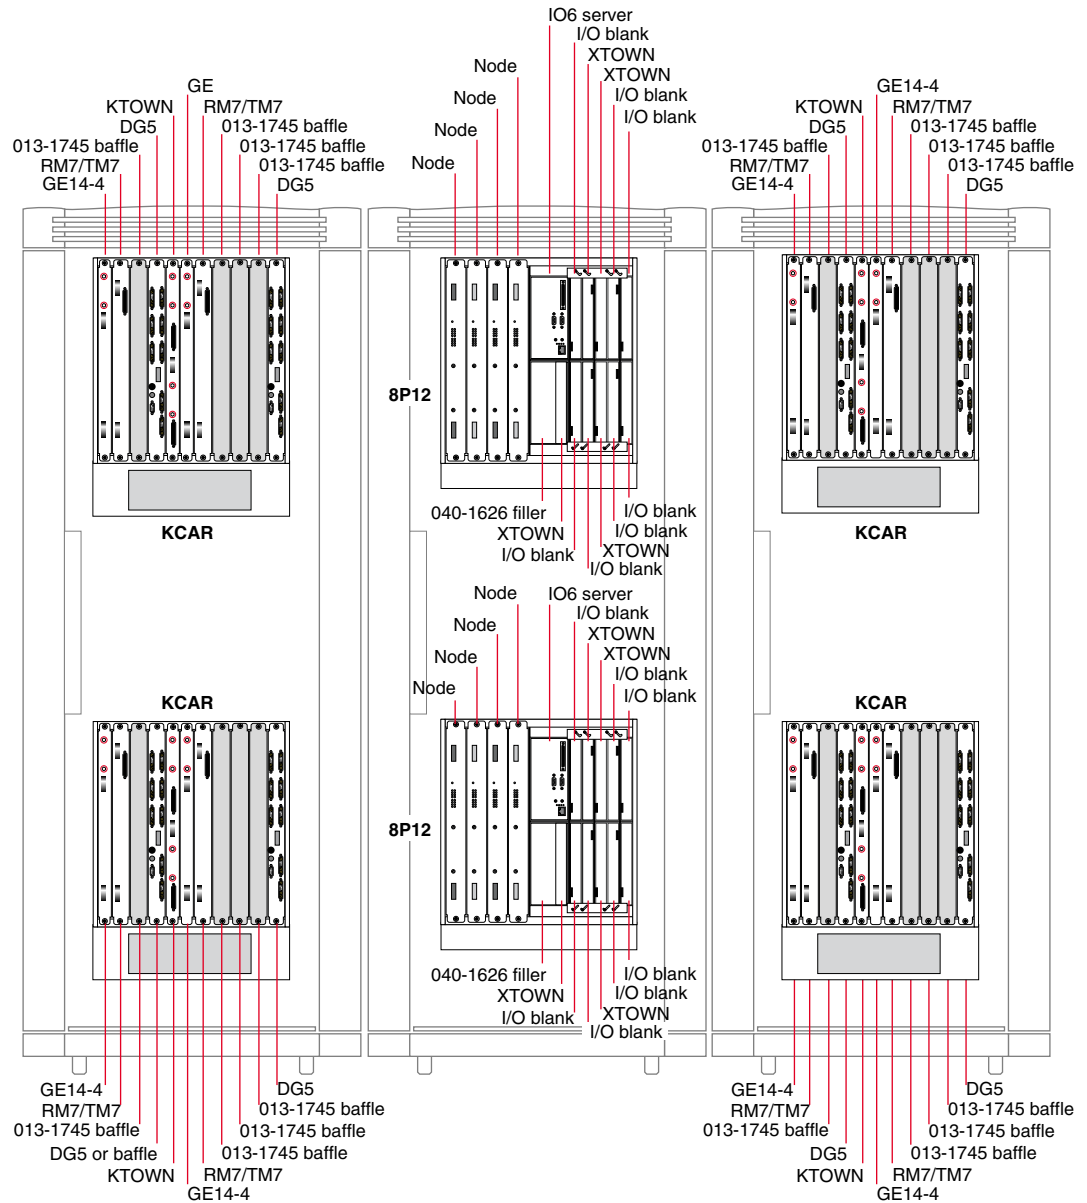 IO6 server
I/O blank
XTOWN
XTOWN
I/O blank
I/O blank
Node
Node
Node
Node
GE
KTOWN
RM7/TM7
DG5
013-1745 baffle
013-1745 baffle
013-1745 baffle
RM7/TM7
013-1745 baffle
GE14-4
DG5
GE14-4
KTOWN
RM7/TM7
DG5
013-1745 baffle
013-1745 baffle
013-1745 baffle
RM7/TM7
013-1745 baffle
GE14-4
DG5
8P12
KCAR
KCAR
040-1626 filler
XTOWN
I/O blank
I/O blank
I/O blank
XTOWN
I/O blank
Node
Node
Node
Node
IO6 server
I/O blank
XTOWN
XTOWN
I/O blank
I/O blank
KCAR
KCAR
8P12
040-1626 filler
XTOWN
I/O blank
I/O blank
I/O blank
XTOWN
I/O blank
GE14-4
RM7/TM7
013-1745 baffle
DG5 or baffle
KTOWN
GE14-4
DG5
013-1745 baffle
013-1745 baffle
013-1745 baffle
RM7/TM7
GE14-4
RM7/TM7
013-1745 baffle
DG5
KTOWN
GE14-4
DG5
013-1745 baffle
013-1745 baffle
013-1745 baffle
RM7/TM7